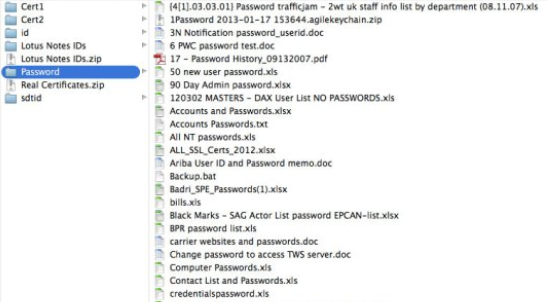 Cert1
Cert2
id
Lotus Notes IDs
Lotus Notes IDs.zip
Password
Real Certificates.zip
sdtid
{4[1].03.03.01} Password trafficjam - 2wt uk staff info list by department (08.11.07).xls
1Password 2013-01-17 153644.agilekeychain.zip
3N Notification password_userid.doc
6 PWC password test.doc
17 - Password History_09132007.pdf
50 new user password.xls
90 Day Admin password.xlsx
120302 MASTERS - DAX User List NO PASSWORDS.xls
Accounts and Passwords.xlsx
Accounts Passwords.txt
All NT passwords.xls
ALL_SSL_Certs_2012.xlsx
Ariba User ID and Password memo.doc
Backup.bat
Badri_SPE_Passwords(1).xlsx
bills.xls
Black Marks - SAG Actor List password EPCAN-list.xlsx
BPR password list.xls
carrier websites and passwords.doc
Change password to access TWS server.doc
Computer Passwords.xls
Contact List and Passwords.xls
credentialspassword.xls